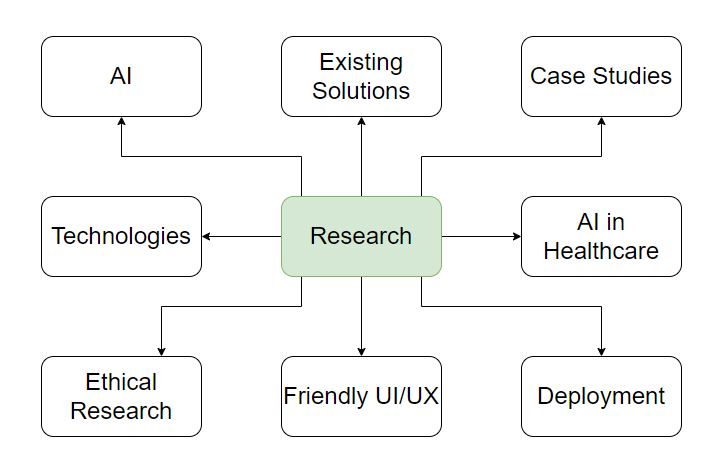 AI
Existing
Solutions
Case Studies
Technologies
Research
AI in
Healthcare
Ethical
Research
Friendly UI/UX
Deployment